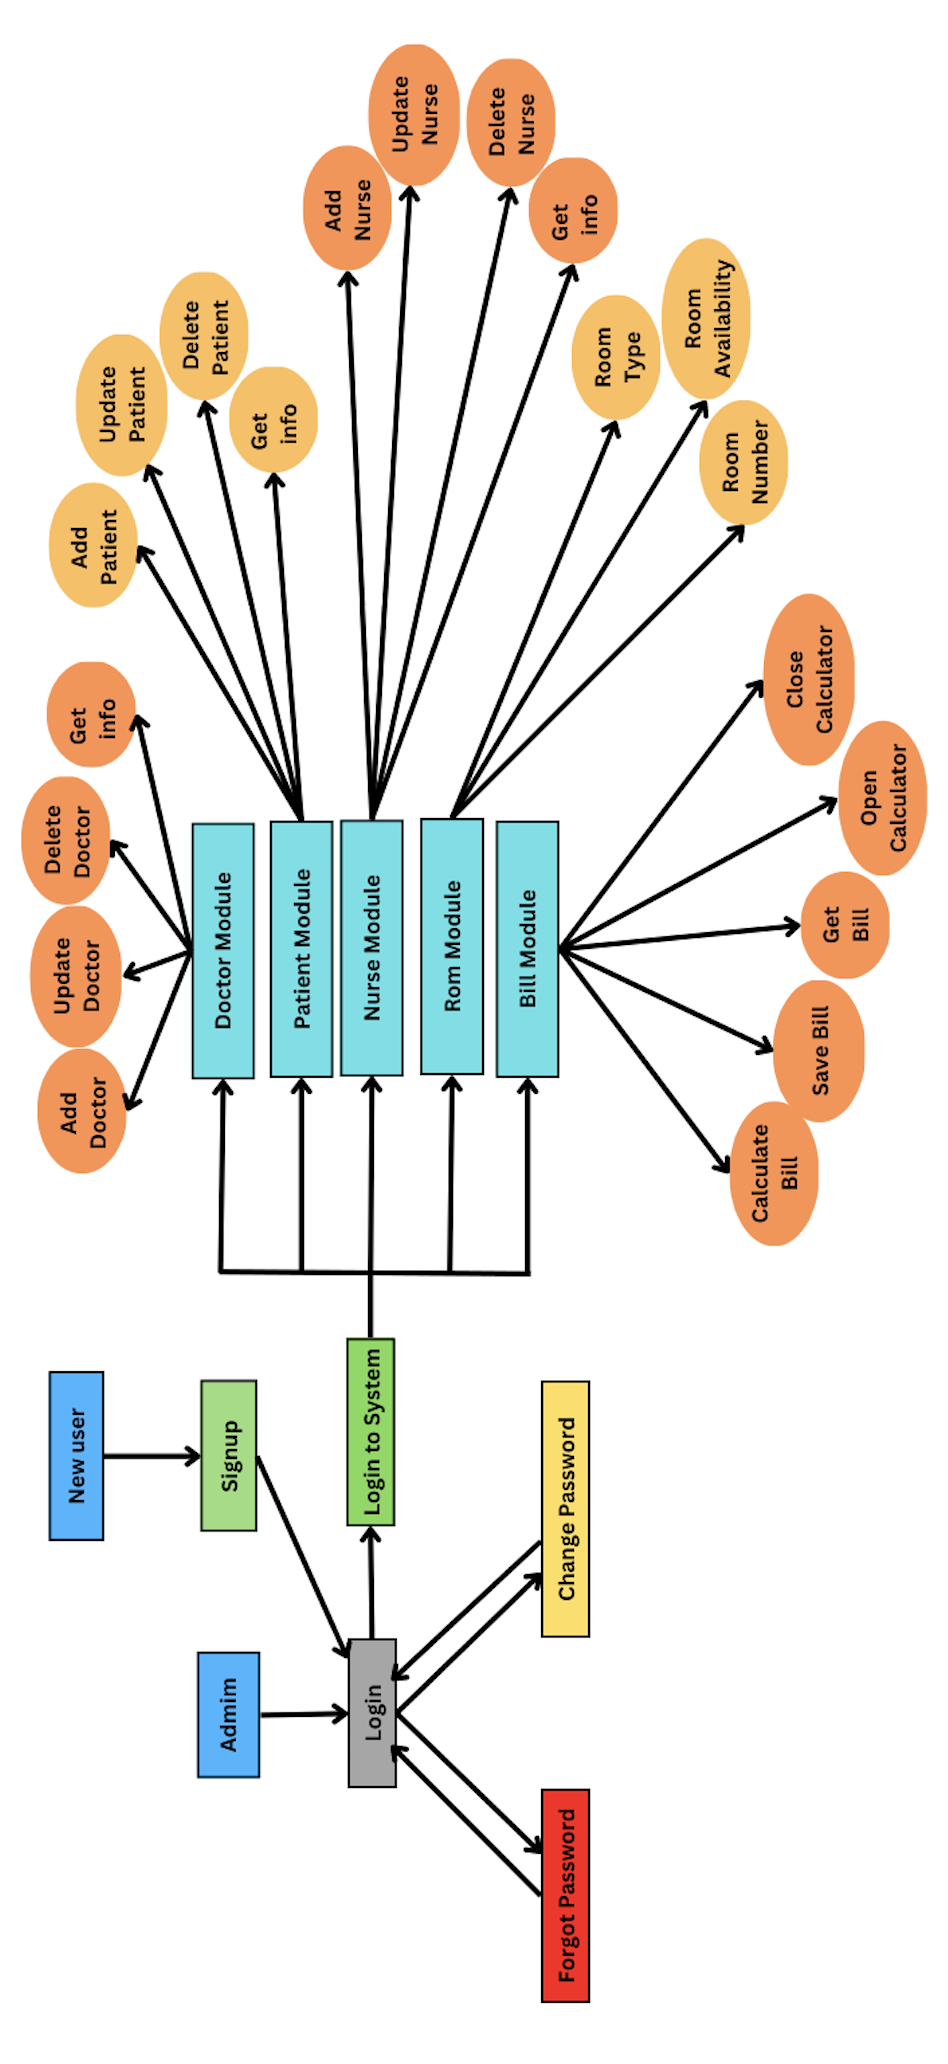 New user
Signup
Admim
Login
Login to System
Forgot Password
Change Password
Doctor Module
Patient Module
Nurse Module
Rom Module
Bill Module
Add
Doctor
Update
Doctor
Delete
Doctor
Get
info
Add
Patient
Update
Patient
Delete
Patient
Get
info
Add
Nurse
Update
Nurse
Delete
Nurse
Get
info
Room
Type
Room
Availability
Room
Number
Calculate
Bill
Save Bill
Get
Bill
Open
Calculator
Close
Calculator